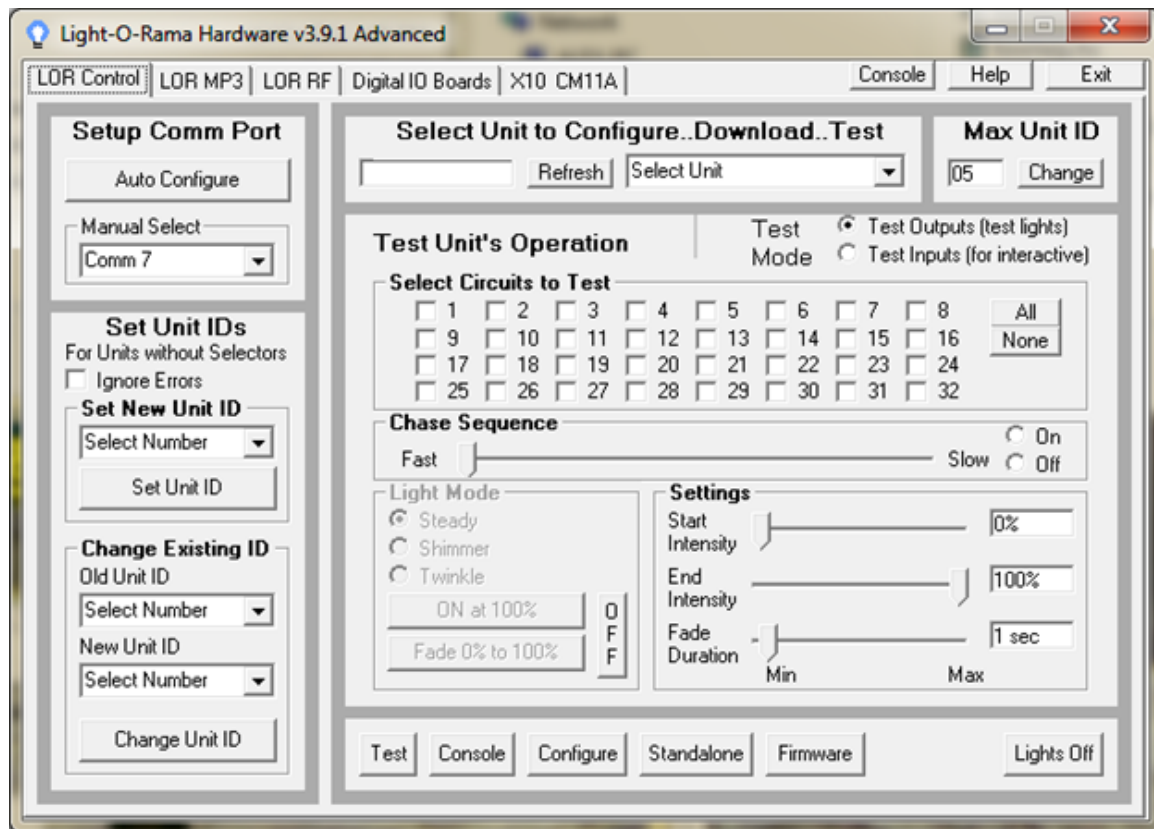 Light-O-Rama Hardware v3.9.1 Advanced
LOR Control LOR MP3 LOR RF Digital IO Boards X10 CM11A Console Help Exit
Setup Comm Port
Auto Configure
Manual Select
Comm 7
Set Unit IDs
For Units without Selectors
Ignore Errors
Set New Unit ID
Select Number
Set Unit ID
Change Existing ID
Old Unit ID
Select Number
New Unit ID
Select Number
Change Unit ID
Select Unit to Configure..Download..Test
Refresh Select Unit
Max Unit ID
05 Change
Test Unit's Operation
Test Mode
Test Outputs (test lights)
Test Inputs (for interactive)
Select Circuits to Test
1 2 3 4 5 6 7 8 All
9 10 11 12 13 14 15 16 None
17 18 19 20 21 22 23 24
25 26 27 28 29 30 31 32
Chase Sequence
Fast Slow
On
Off
Light Mode
Steady
Shimmer
Twinkle
ON at 100%
Fade 0% to 100%
OFF
Settings
Start Intensity 0%
End Intensity 100%
Fade Duration 1 sec
Min Max
Test Console Configure Standalone Firmware Lights Off